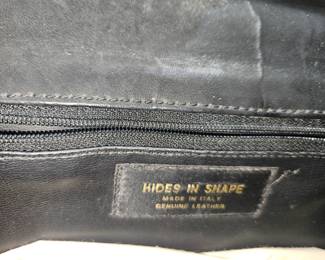 HIDES IN SHAPE
MADE IN ITALY
GENUINE LEATHER